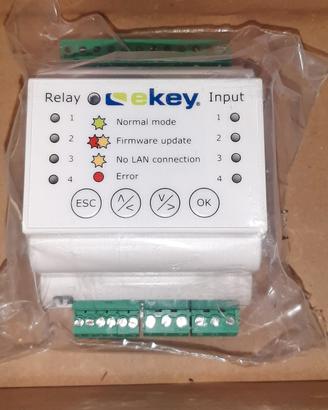 Relay ekey® Input
1 Normal mode 1
2 Firmware update 2
3 No LAN connection 3
4 Error 4
ESC ∧/< ∨/> OK